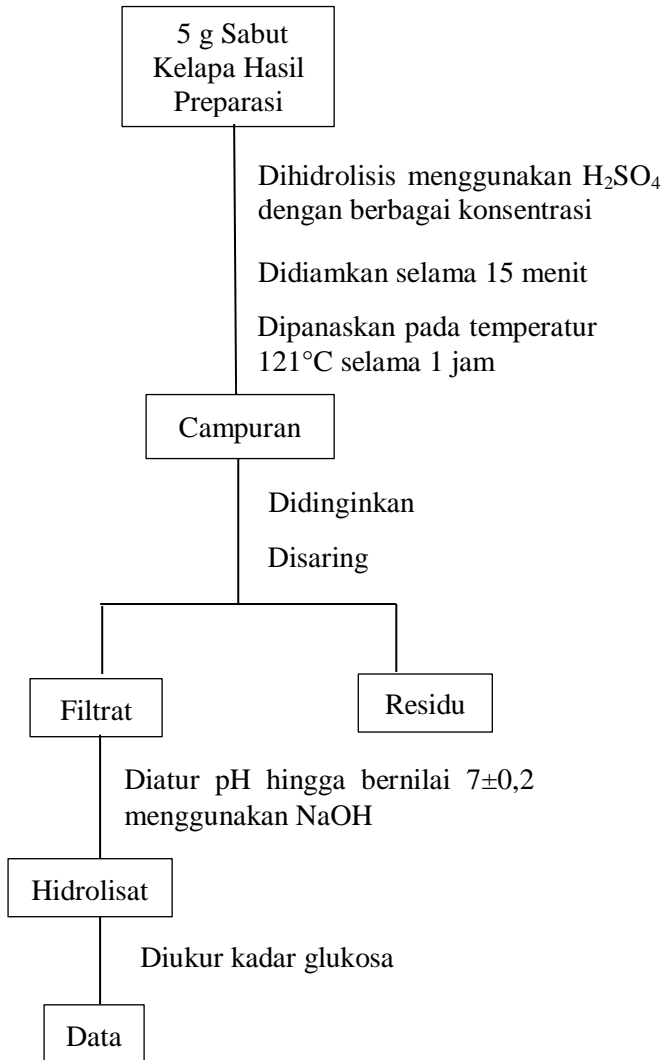 5 g Sabut
Kelapa Hasil
Preparasi
Dihidrolisis menggunakan H₂SO₄
dengan berbagai konsentrasi
Didiamkan selama 15 menit
Dipanaskan pada temperatur
121°C selama 1 jam
Campuran
Didinginkan
Disaring
Filtrat
Residu
Diatur pH hingga bernilai 7±0,2
menggunakan NaOH
Hidrolisat
Diukur kadar glukosa
Data